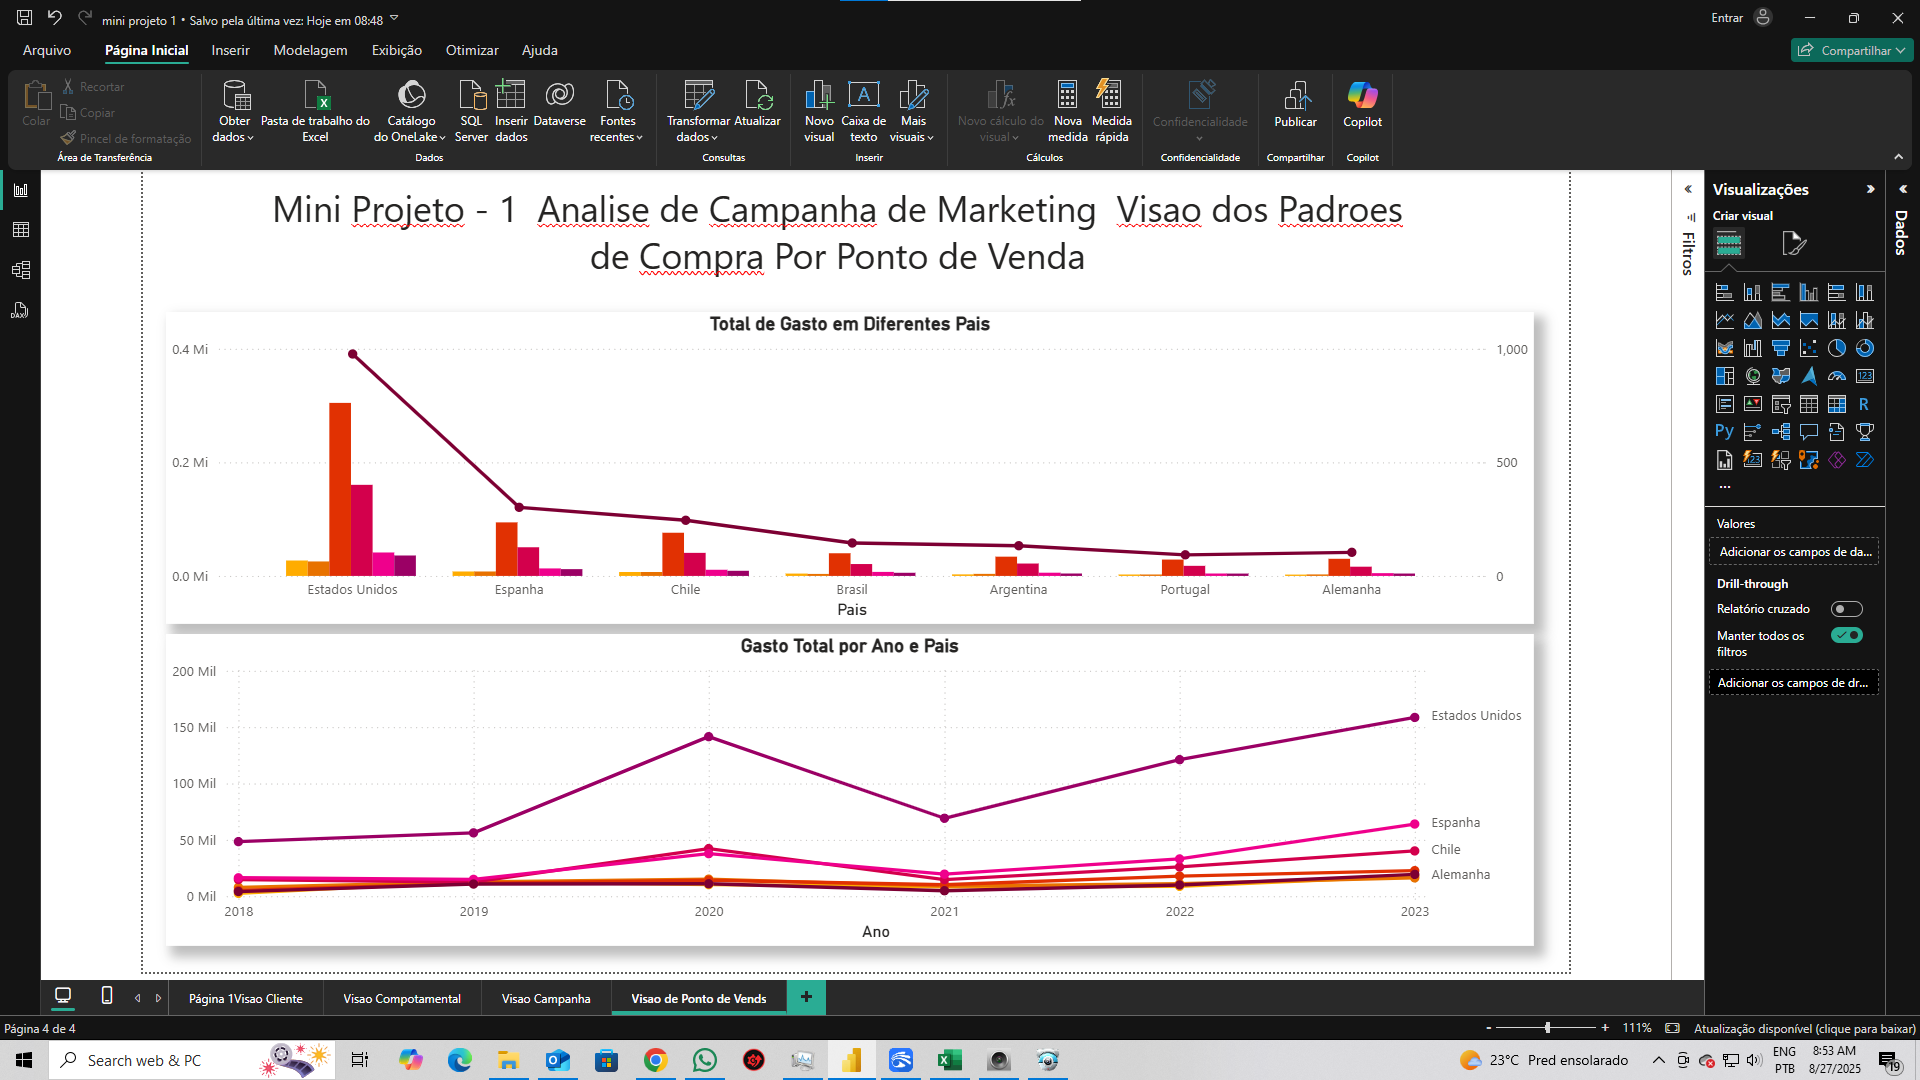 mini projeto 1 • Salvo pela última vez: Hoje em 08:48
Entrar
Arquivo
Página Inicial
Inserir
Modelagem
Exibição
Otimizar
Ajuda
Compartilhar
Colar
Recortar
Copiar
Pincel de formatação
Área de Transferência
Obter dados
Pasta de trabalho do Excel
Catálogo do OneLake
SQL Server
Inserir dados
Dataverse
Fontes recentes
Dados
Transformar dados
Atualizar
Consultas
Novo visual
Caixa de texto
Mais visuais
Inserir
Novo cálculo do visual
Nova medida
Medida rápida
Cálculos
Confidencialidade
Confidencialidade
Publicar
Compartilhar
Copilot
Copilot
Mini Projeto - 1 Analise de Campanha de Marketing Visao dos Padroes
de Compra Por Ponto de Venda
Total de Gasto em Diferentes Pais
0.4 Mi
0.2 Mi
0.0 Mi
1,000
500
0
Estados Unidos
Espanha
Chile
Brasil
Argentina
Portugal
Alemanha
Pais
Gasto Total por Ano e Pais
200 Mil
150 Mil
100 Mil
50 Mil
0 Mil
Estados Unidos
Espanha
Chile
Alemanha
2018
2019
2020
2021
2022
2023
Ano
Filtros
Visualizações
Criar visual
123
R
Py
123
...
Valores
Adicionar os campos de da...
Drill-through
Relatório cruzado
Manter todos os
filtros
Adicionar os campos de dr...
Dados
DAX
Página 1Visao Cliente
Visao Compotamental
Visao Campanha
Visao de Ponto de Vends
+
Página 4 de 4
- + 111%
Atualização disponível (clique para baixar)
Search web & PC
23°C Pred ensolarado
ENG
PTB
8:53 AM
8/27/2025
19